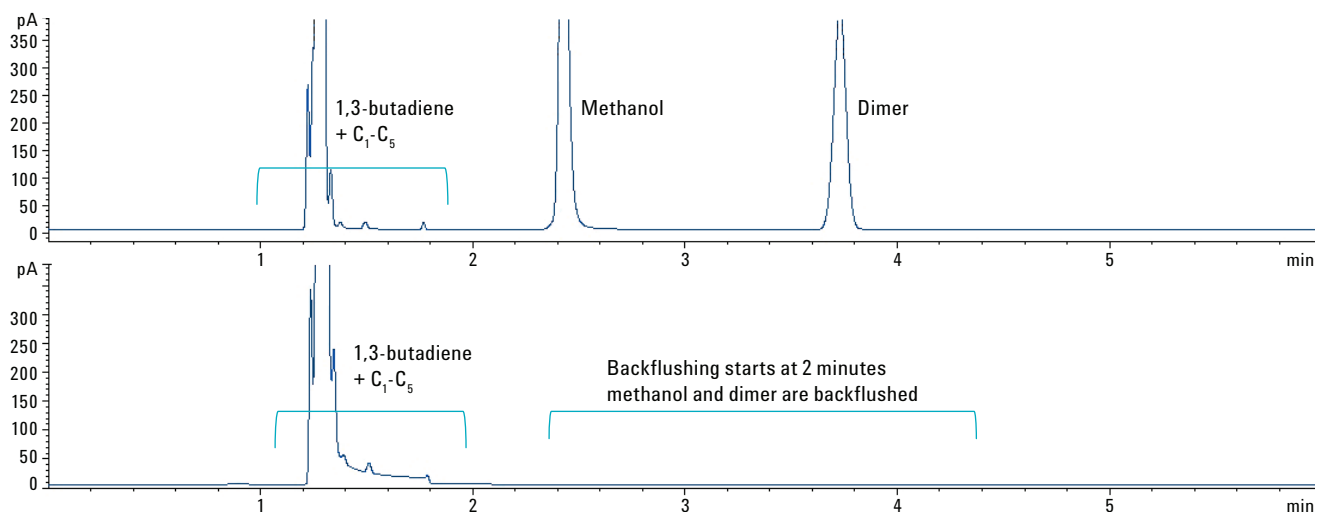 pA
350
300
250
200
150
100
50
0
1,3-butadiene
+ C₁-C₅
Methanol
Dimer
1 2 3 4 5 min
pA
300
250
200
150
100
50
0
1,3-butadiene
+ C₁-C₅
Backflushing starts at 2 minutes
methanol and dimer are backflushed
1 2 3 4 5 min